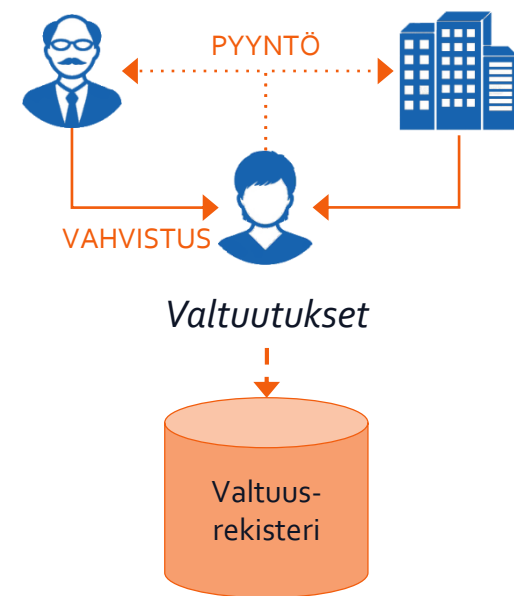 PYYNTÖ
VAHVISTUS
Valtuutukset
Valtuus-
rekisteri